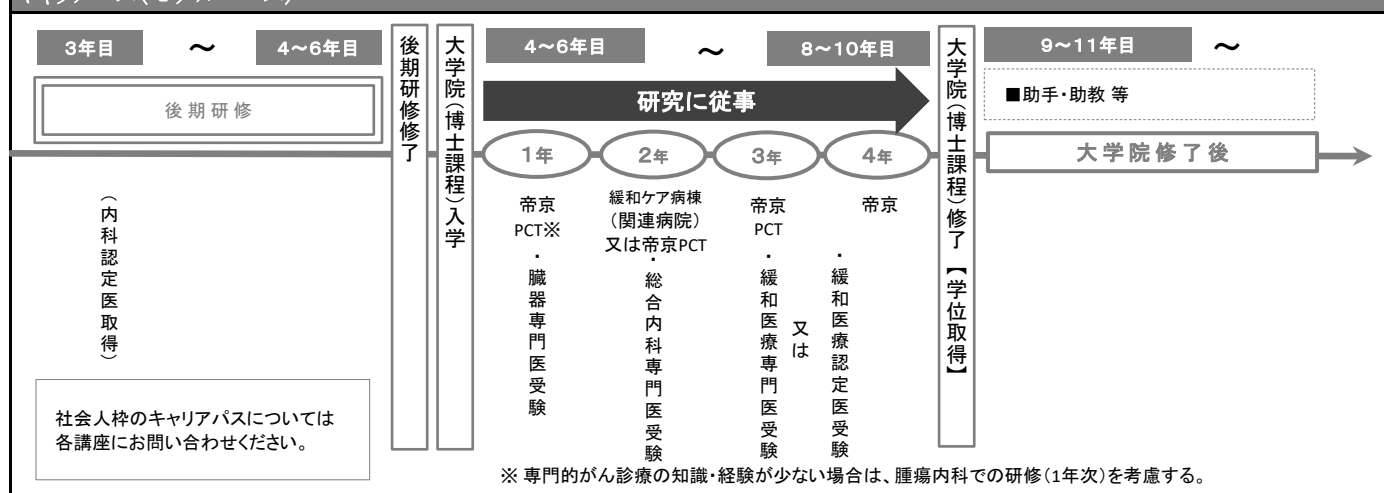 3年目
～
4～6年目
後期研修
後期研修修了
大学院(博士課程)入学
4～6年目
～
8～10年目
研究に従事
1年
2年
3年
4年
帝京
PCT※
緩和ケア病棟
(関連病院)
又は帝京PCT
帝京
PCT
帝京
・臓器専門医受験
・総合内科専門医受験
・緩和医療専門医受験
又は
・緩和医療認定医受験
大学院(博士課程)修了【学位取得】
9～11年目
～
■助手・助教 等
大学院修了後
(内科認定医取得)
社会人枠のキャリアパスについては
各講座にお問い合わせください。
※ 専門的がん診療の知識・経験が少ない場合は、腫瘍内科での研修(1年次)を考慮する。